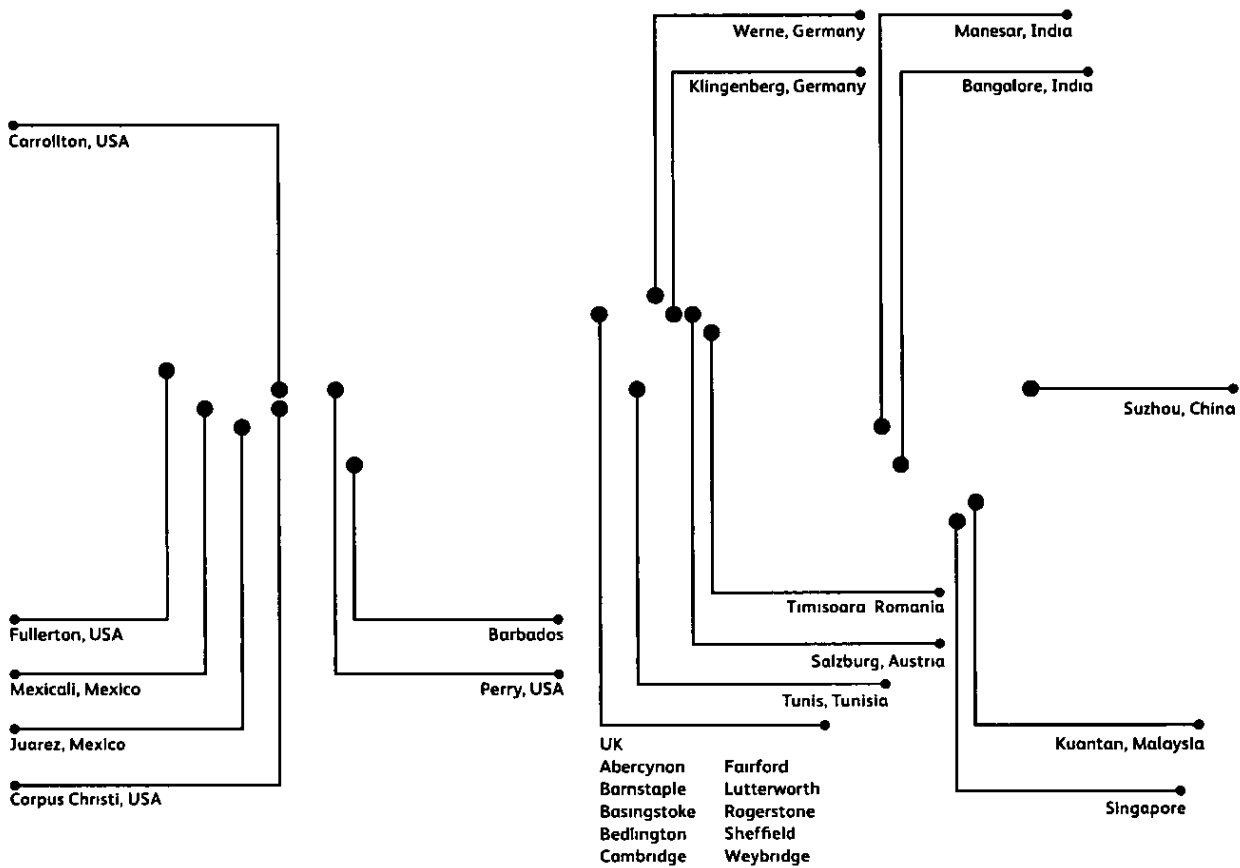 Werne, Germany
Manesar, India
Klingenberg, Germany
Bangalore, India
Carrollton, USA
Suzhou, China
Timisoara Romania
Fullerton, USA
Barbados
Salzburg, Austria
Mexicali, Mexico
Perry, USA
Tunis, Tunisia
Juarez, Mexico
UK
Kuantan, Malaysia
Abercynon Fairford
Corpus Christi, USA
Barnstaple Lutterworth
Singapore
Basingstoke Rogerstone
Bedlington Sheffield
Cambridge Weybridge